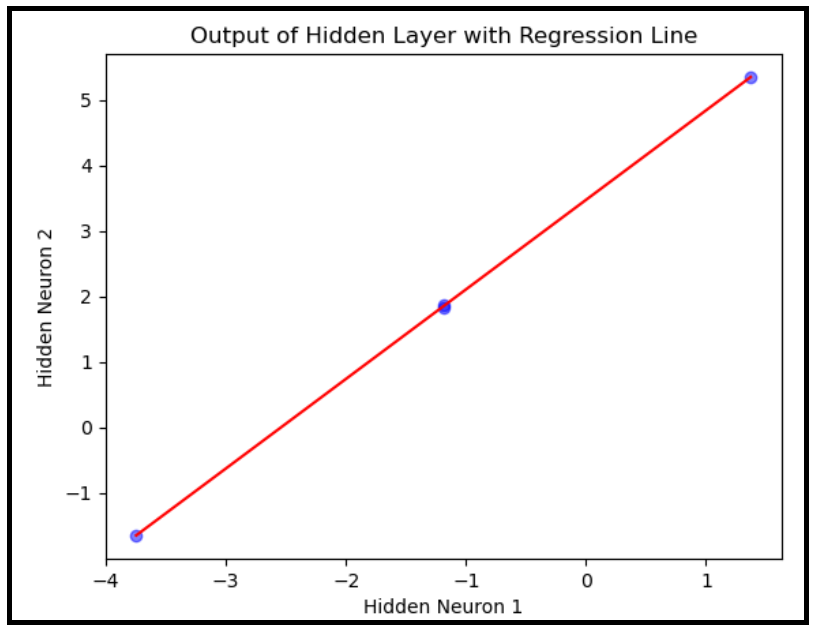 Output of Hidden Layer with Regression Line
5
4
3
2
1
0
−1
Hidden Neuron 2
−4 −3 −2 −1 0 1
Hidden Neuron 1